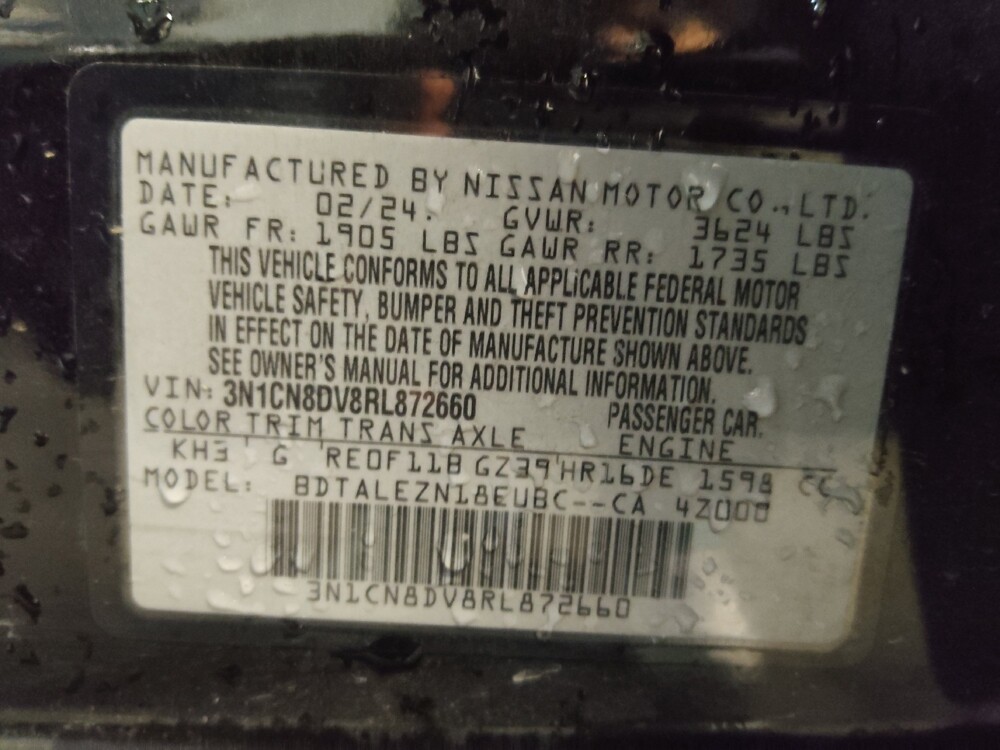 MANUFACTURED BY NISSAN MOTOR CO., LTD.
DATE: 02/24. GVWR: 3624 LBS
GAWR FR: 1905 LBS GAWR RR: 1735 LBS
THIS VEHICLE CONFORMS TO ALL APPLiCABLE FEDERAL MOTOR
VEHICLE SAFETY, BUMPER AND THEFT PREVENTION STANDARDS
IN EFFECT ON THE DATE OF MANUFACTURE SHOWN ABOVE.
SEE OWNER'S MANUAL FOR ADDITIONAL INFORMATION.
VIN: 3N1CN8DV8RL872660 PASSENGER CAR.
COLOR TRIM TRANS AXLE ENGINE
KH3 G RE0F11B GZ39 HR16DE 1598 CC
MODEL: BDTALEZN18EUBC--CA 4Z000
3N1CN8DV8RL872660